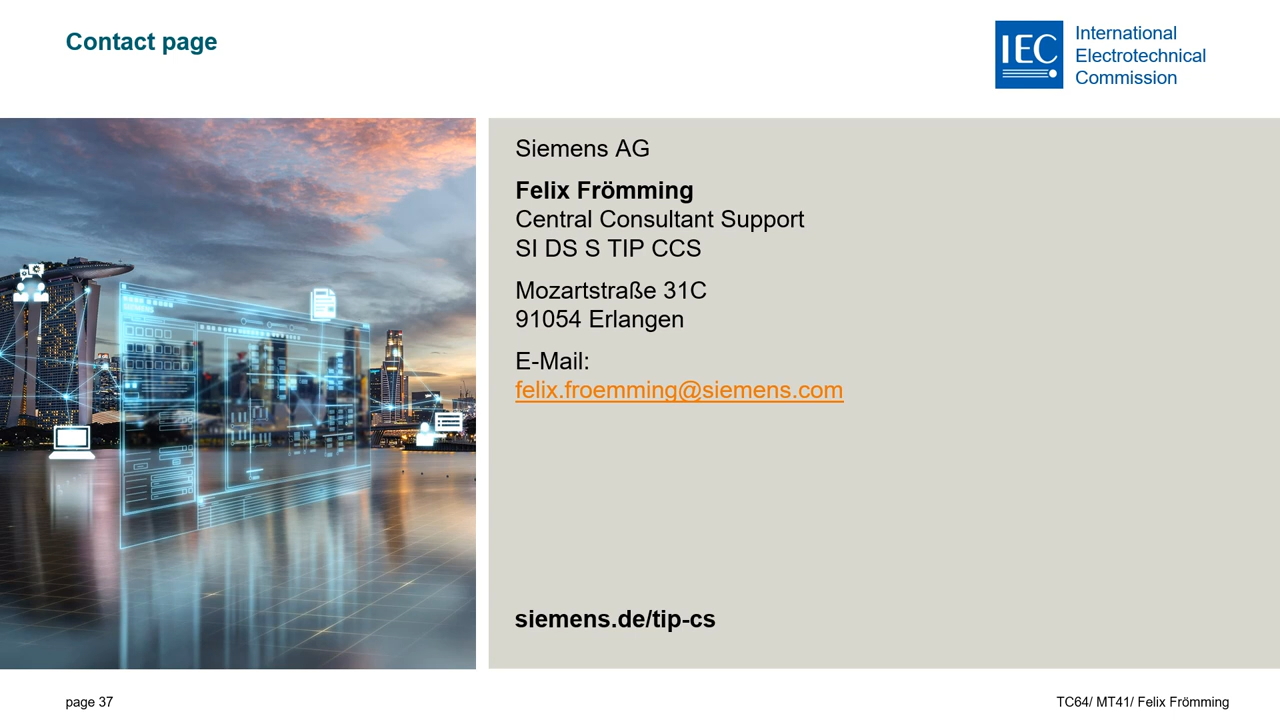 Contact page
IEC
International
Electrotechnical
Commission
SIEMENS
Siemens AG
Felix Frömming
Central Consultant Support
SI DS S TIP CCS
Mozartstraße 31C
91054 Erlangen
E-Mail:
felix.froemming@siemens.com
siemens.de/tip-cs
page 37
TC64/ MT41/ Felix Frömming